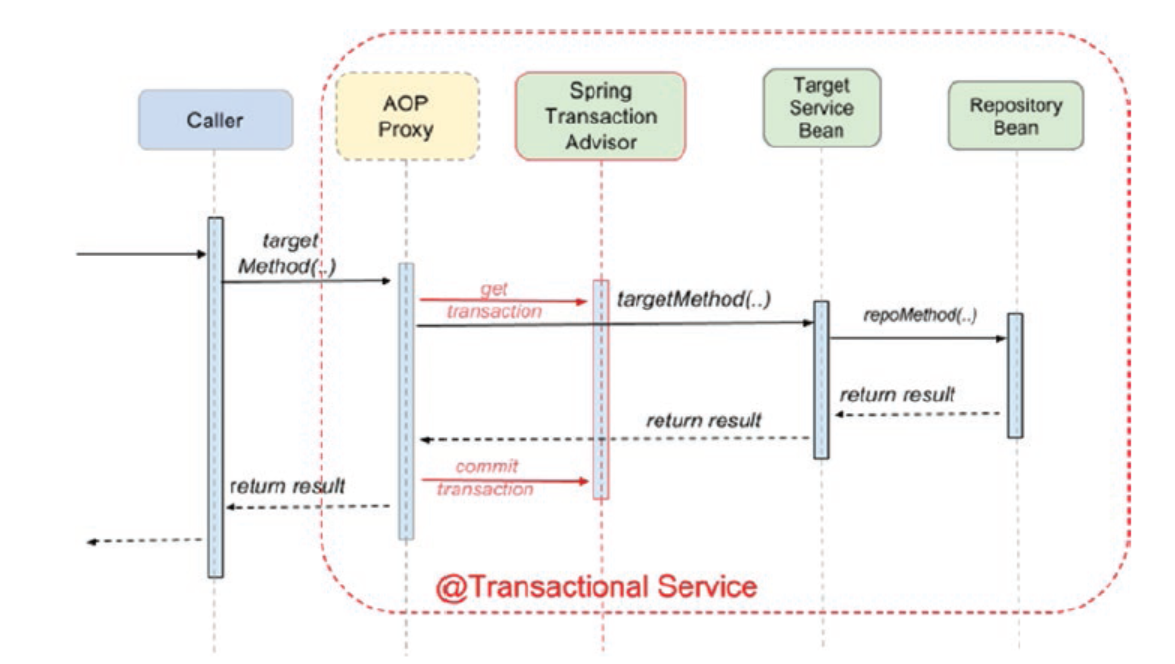 Caller
AOP
Proxy
Spring
Transaction
Advisor
Target
Service
Bean
Repository
Bean
target
Method(..)
get
transaction
targetMethod(..)
repoMethod(..)
return result
return result
commit
transaction
return result
@Transactional Service